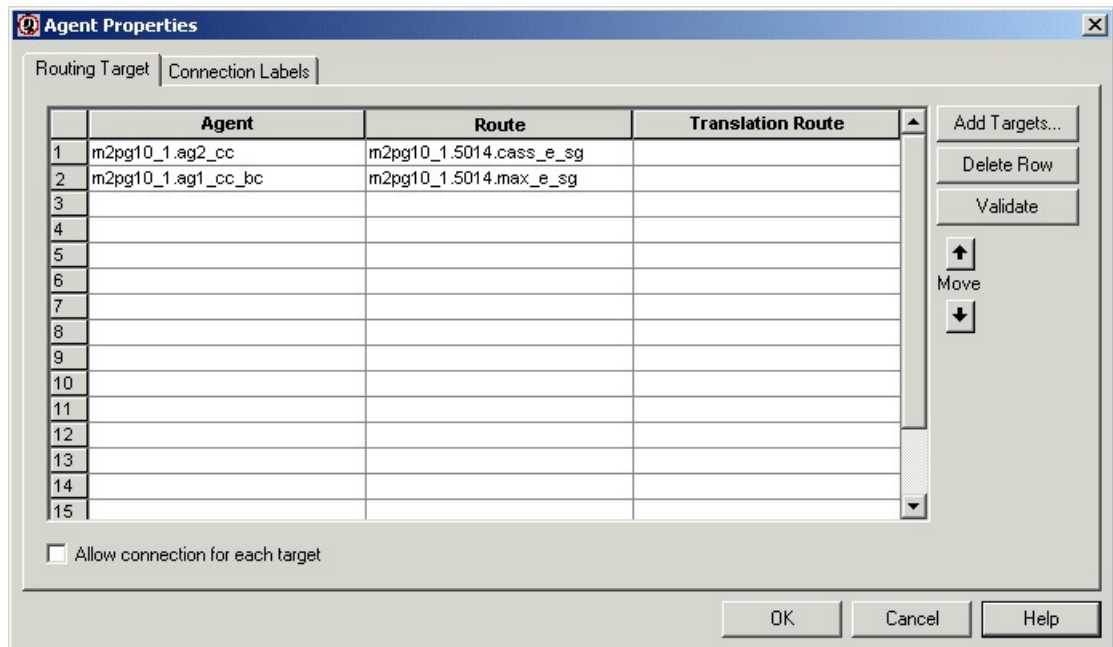 Agent Properties
Routing Target Connection Labels
Agent Route Translation Route
1 m2pg10_1.ag2_cc m2pg10_1.5014.cass_e_sg
2 m2pg10_1.ag1_cc_bc m2pg10_1.5014.max_e_sg
3
4
5
6
7
8
9
10
11
12
13
14
15
Add Targets...
Delete Row
Validate
Move
Allow connection for each target
OK Cancel Help